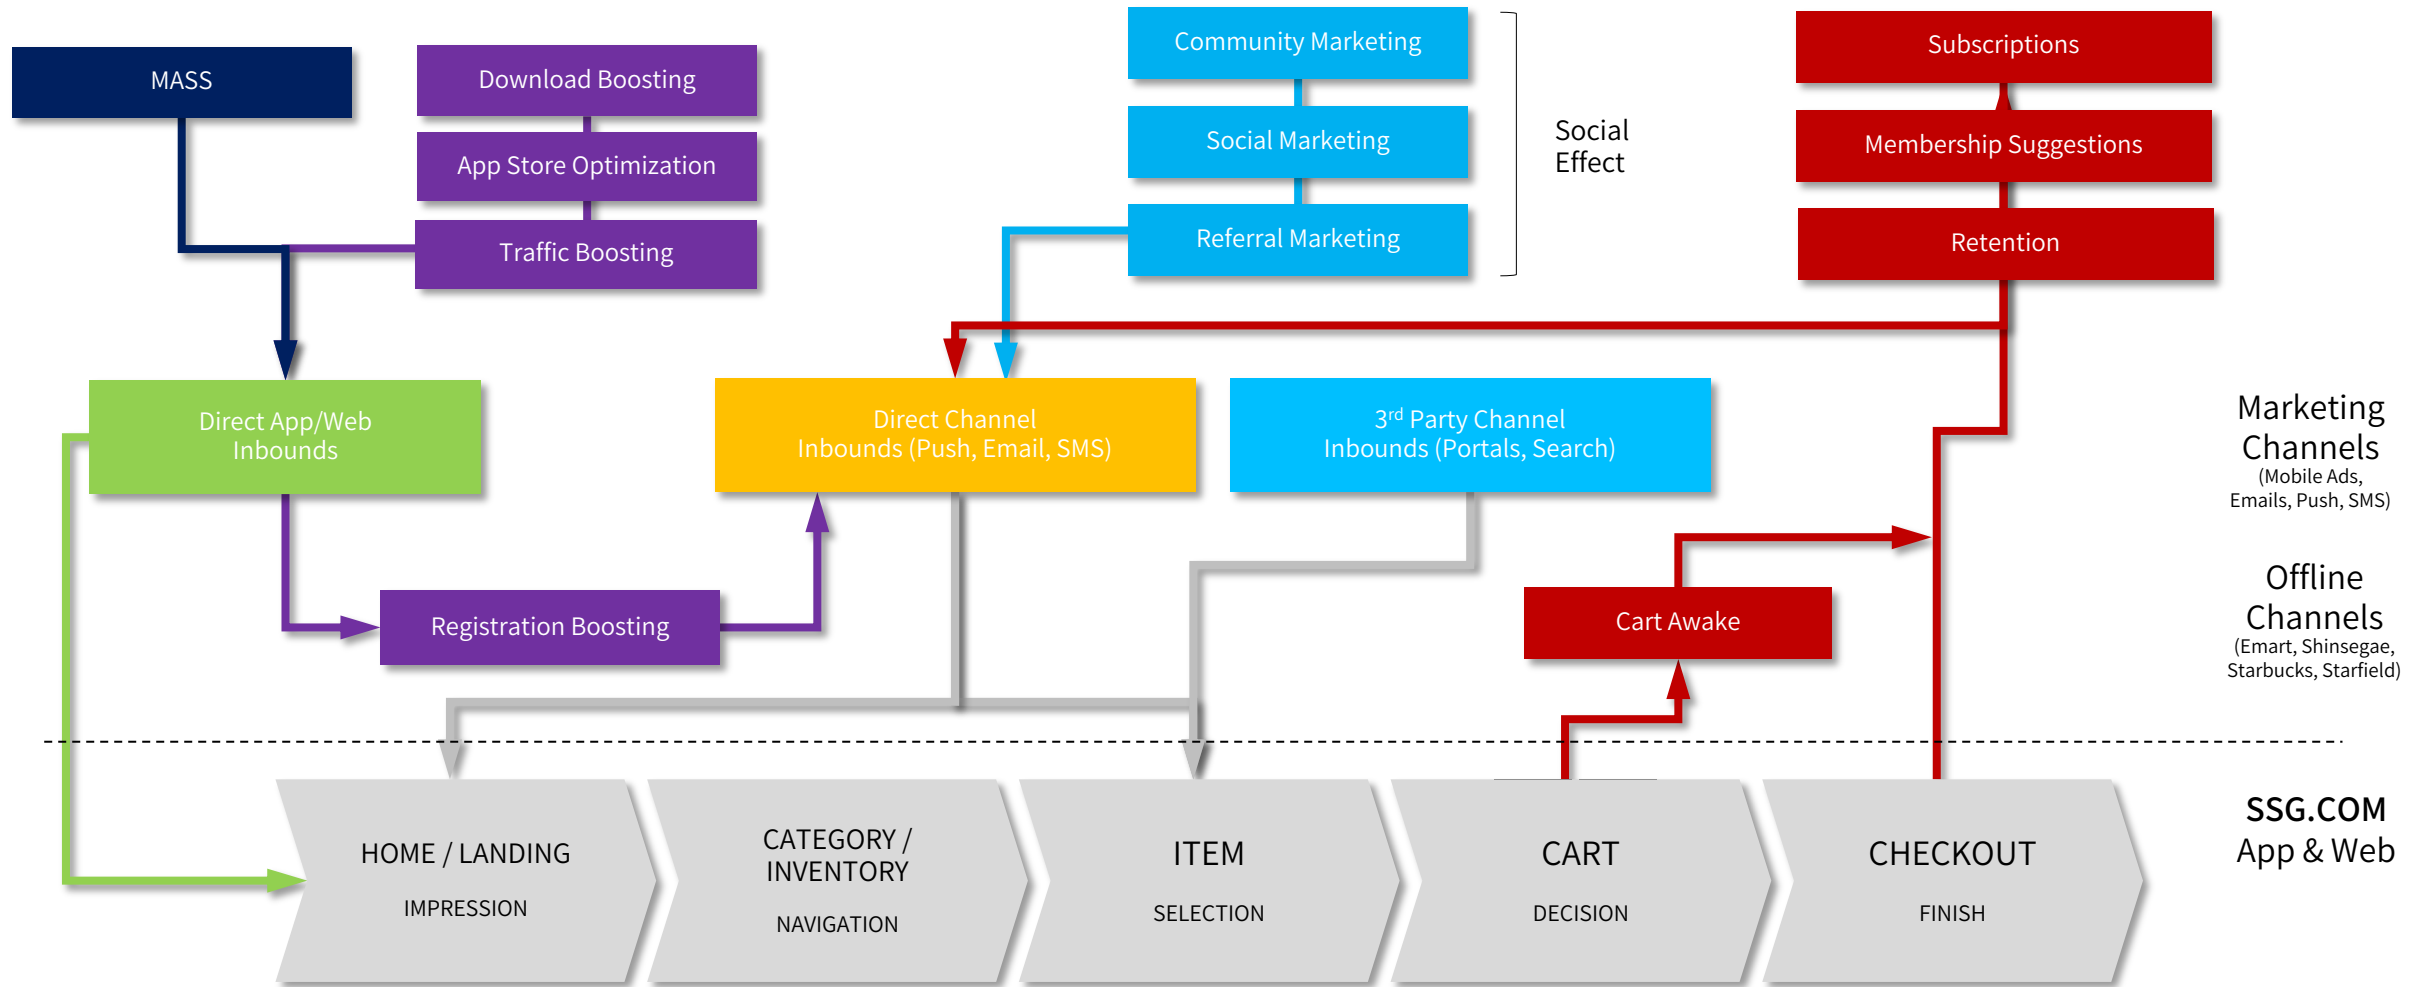 MASS
Download Boosting
App Store Optimization
Traffic Boosting
Community Marketing
Social Marketing
Referral Marketing
Social
Effect
Subscriptions
Membership Suggestions
Retention
Direct App/Web
Inbounds
Direct Channel
Inbounds (Push, Email, SMS)
3rd Party Channel
Inbounds (Portals, Search)
Marketing
Channels
(Mobile Ads,
Emails, Push, SMS)
Registration Boosting
Cart Awake
Offline
Channels
(Emart, Shinsegae,
Starbucks, Starfield)
HOME / LANDING
IMPRESSION
CATEGORY /
INVENTORY
NAVIGATION
ITEM
SELECTION
CART
DECISION
CHECKOUT
FINISH
SSG.COM
App & Web